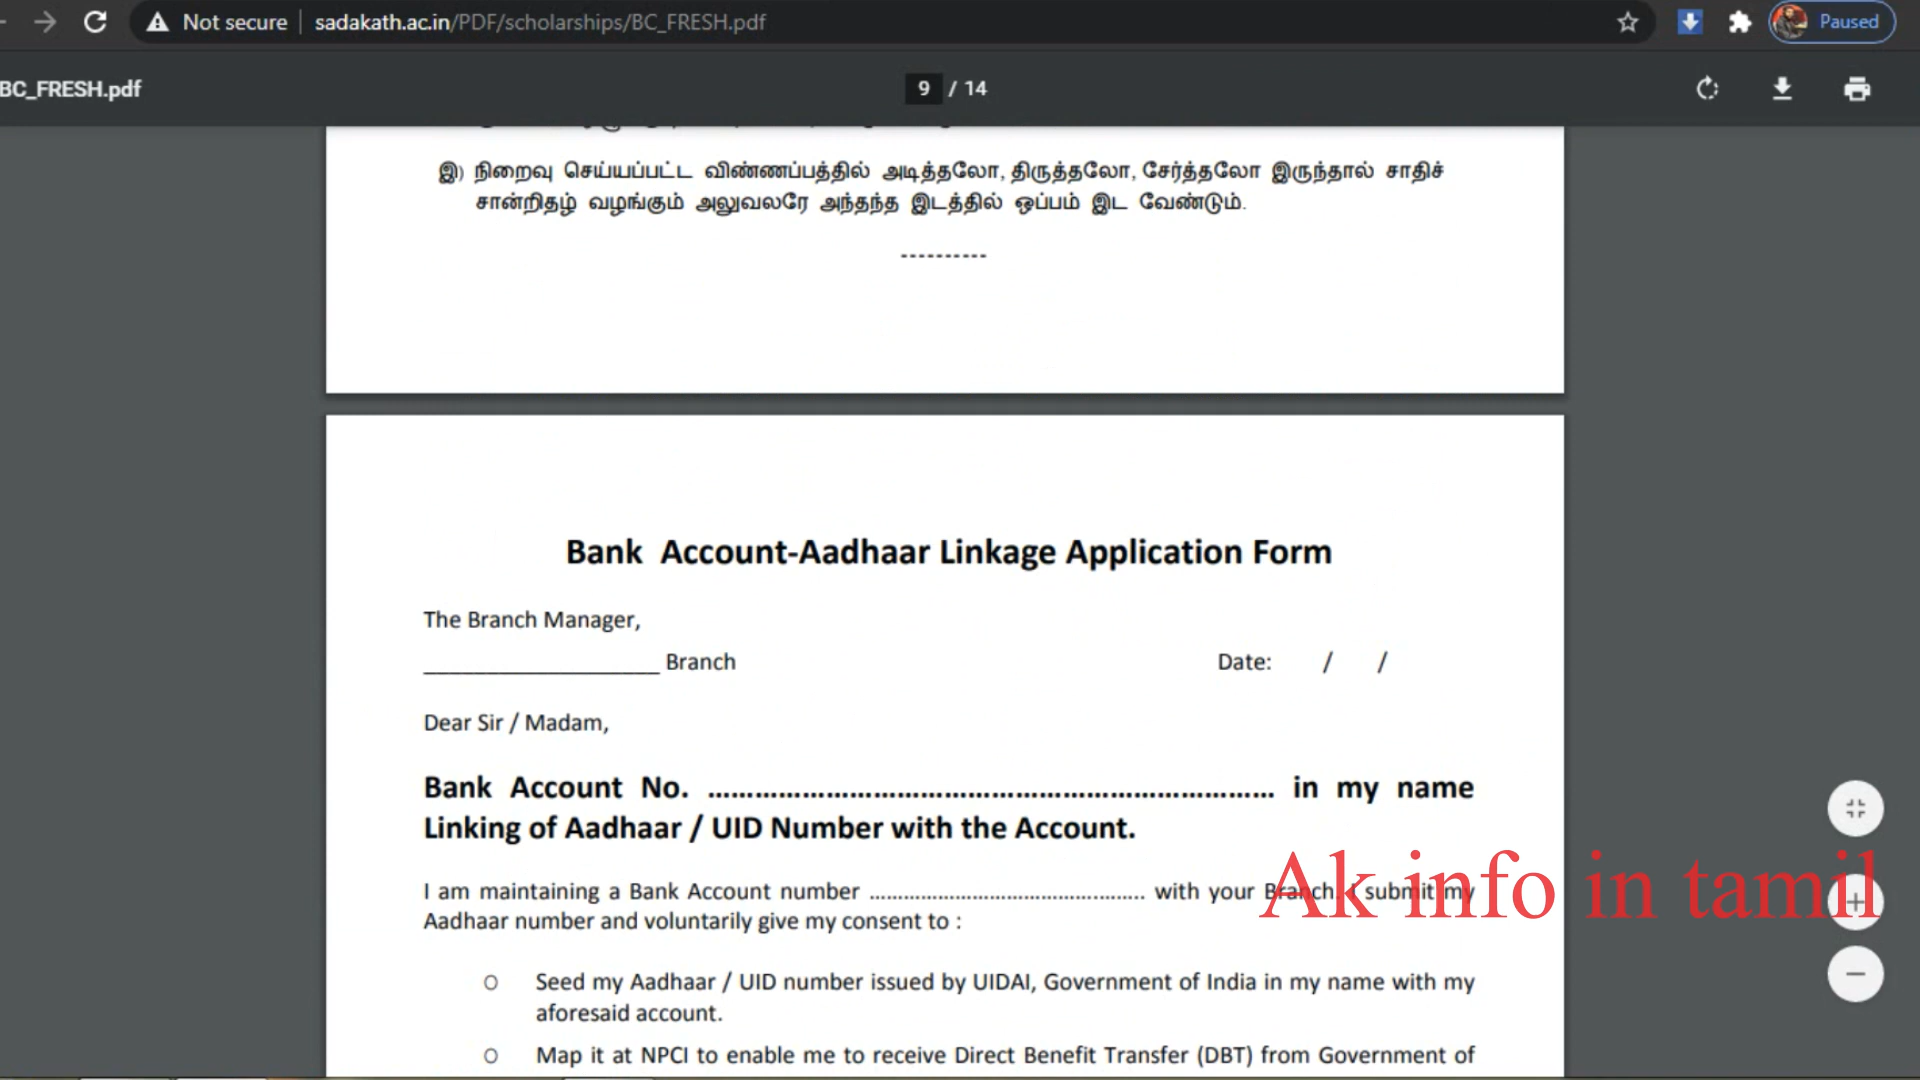 Not secure | sadakath.ac.in/PDF/scholarships/BC_FRESH.pdf
Paused
BC_FRESH.pdf
9 / 14
இ) நிறைவு செய்யப்பட்ட விண்ணப்பத்தில் அடித்தலோ, திருத்தலோ, சேர்த்தலோ இருந்தால் சாதிச்
சான்றிதழ் வழங்கும் அலுவலரே அந்தந்த இடத்தில் ஒப்பம் இட வேண்டும்.
----------
Bank Account-Aadhaar Linkage Application Form
The Branch Manager,
____________________ Branch
Date: / /
Dear Sir / Madam,
Bank Account No. ........................................................................ in my name
Linking of Aadhaar / UID Number with the Account.
I am maintaining a Bank Account number ................................................ with your Branch. I submit my
Aadhaar number and voluntarily give my consent to :
O Seed my Aadhaar / UID number issued by UIDAI, Government of India in my name with my
aforesaid account.
O Map it at NPCI to enable me to receive Direct Benefit Transfer (DBT) from Government of
Ak info in tamil